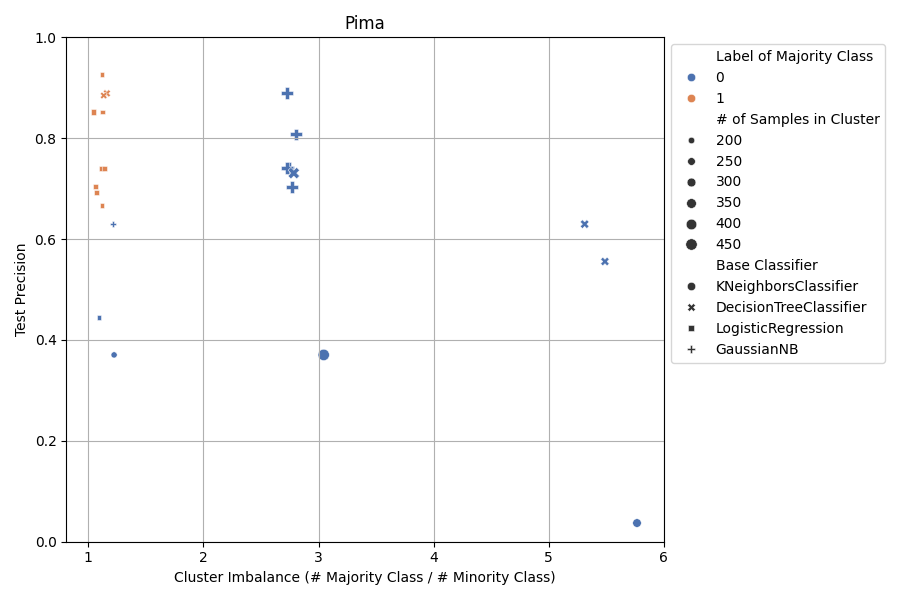 Pima
1.0
0.8
0.6
0.4
0.2
0.0
Test Precision
1 2 3 4 5 6
Cluster Imbalance (# Majority Class / # Minority Class)
Label of Majority Class
0
1
# of Samples in Cluster
200
250
300
350
400
450
Base Classifier
KNeighborsClassifier
DecisionTreeClassifier
LogisticRegression
GaussianNB